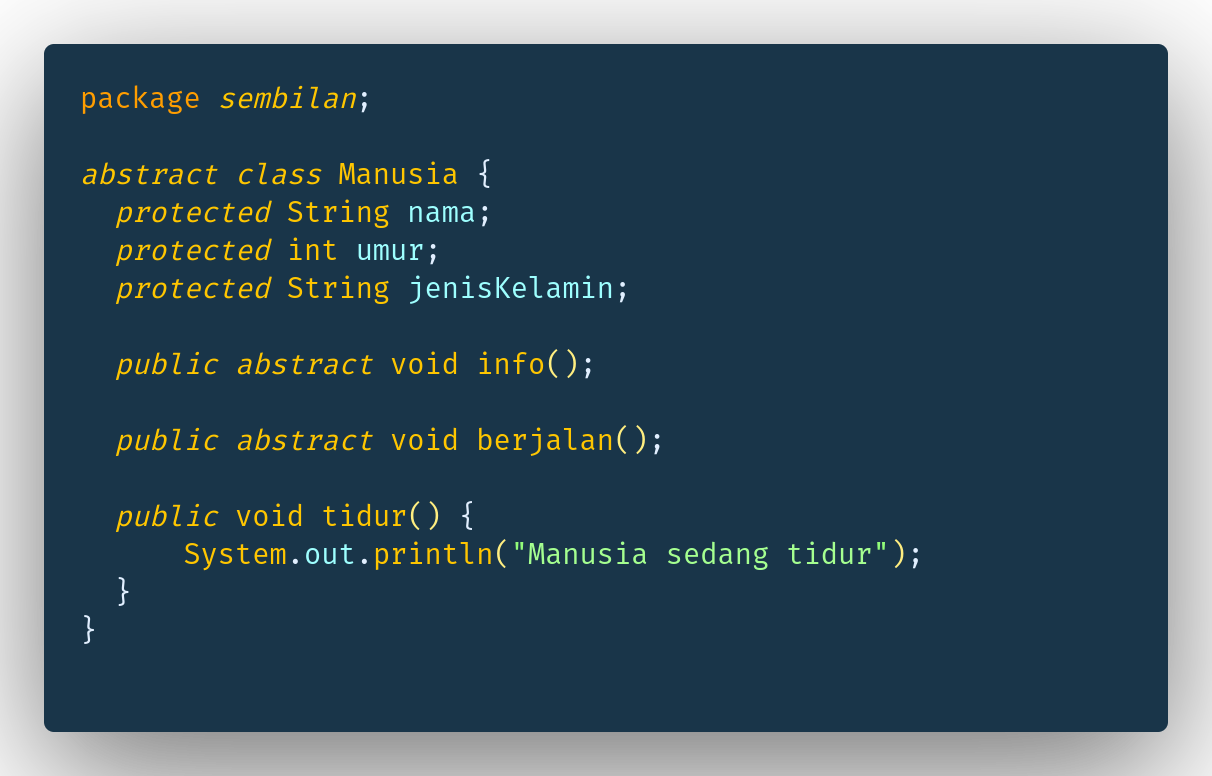 package sembilan;
abstract class Manusia {
protected String nama;
protected int umur;
protected String jenisKelamin;
public abstract void info();
public abstract void berjalan();
public void tidur() {
System.out.println("Manusia sedang tidur");
}
}